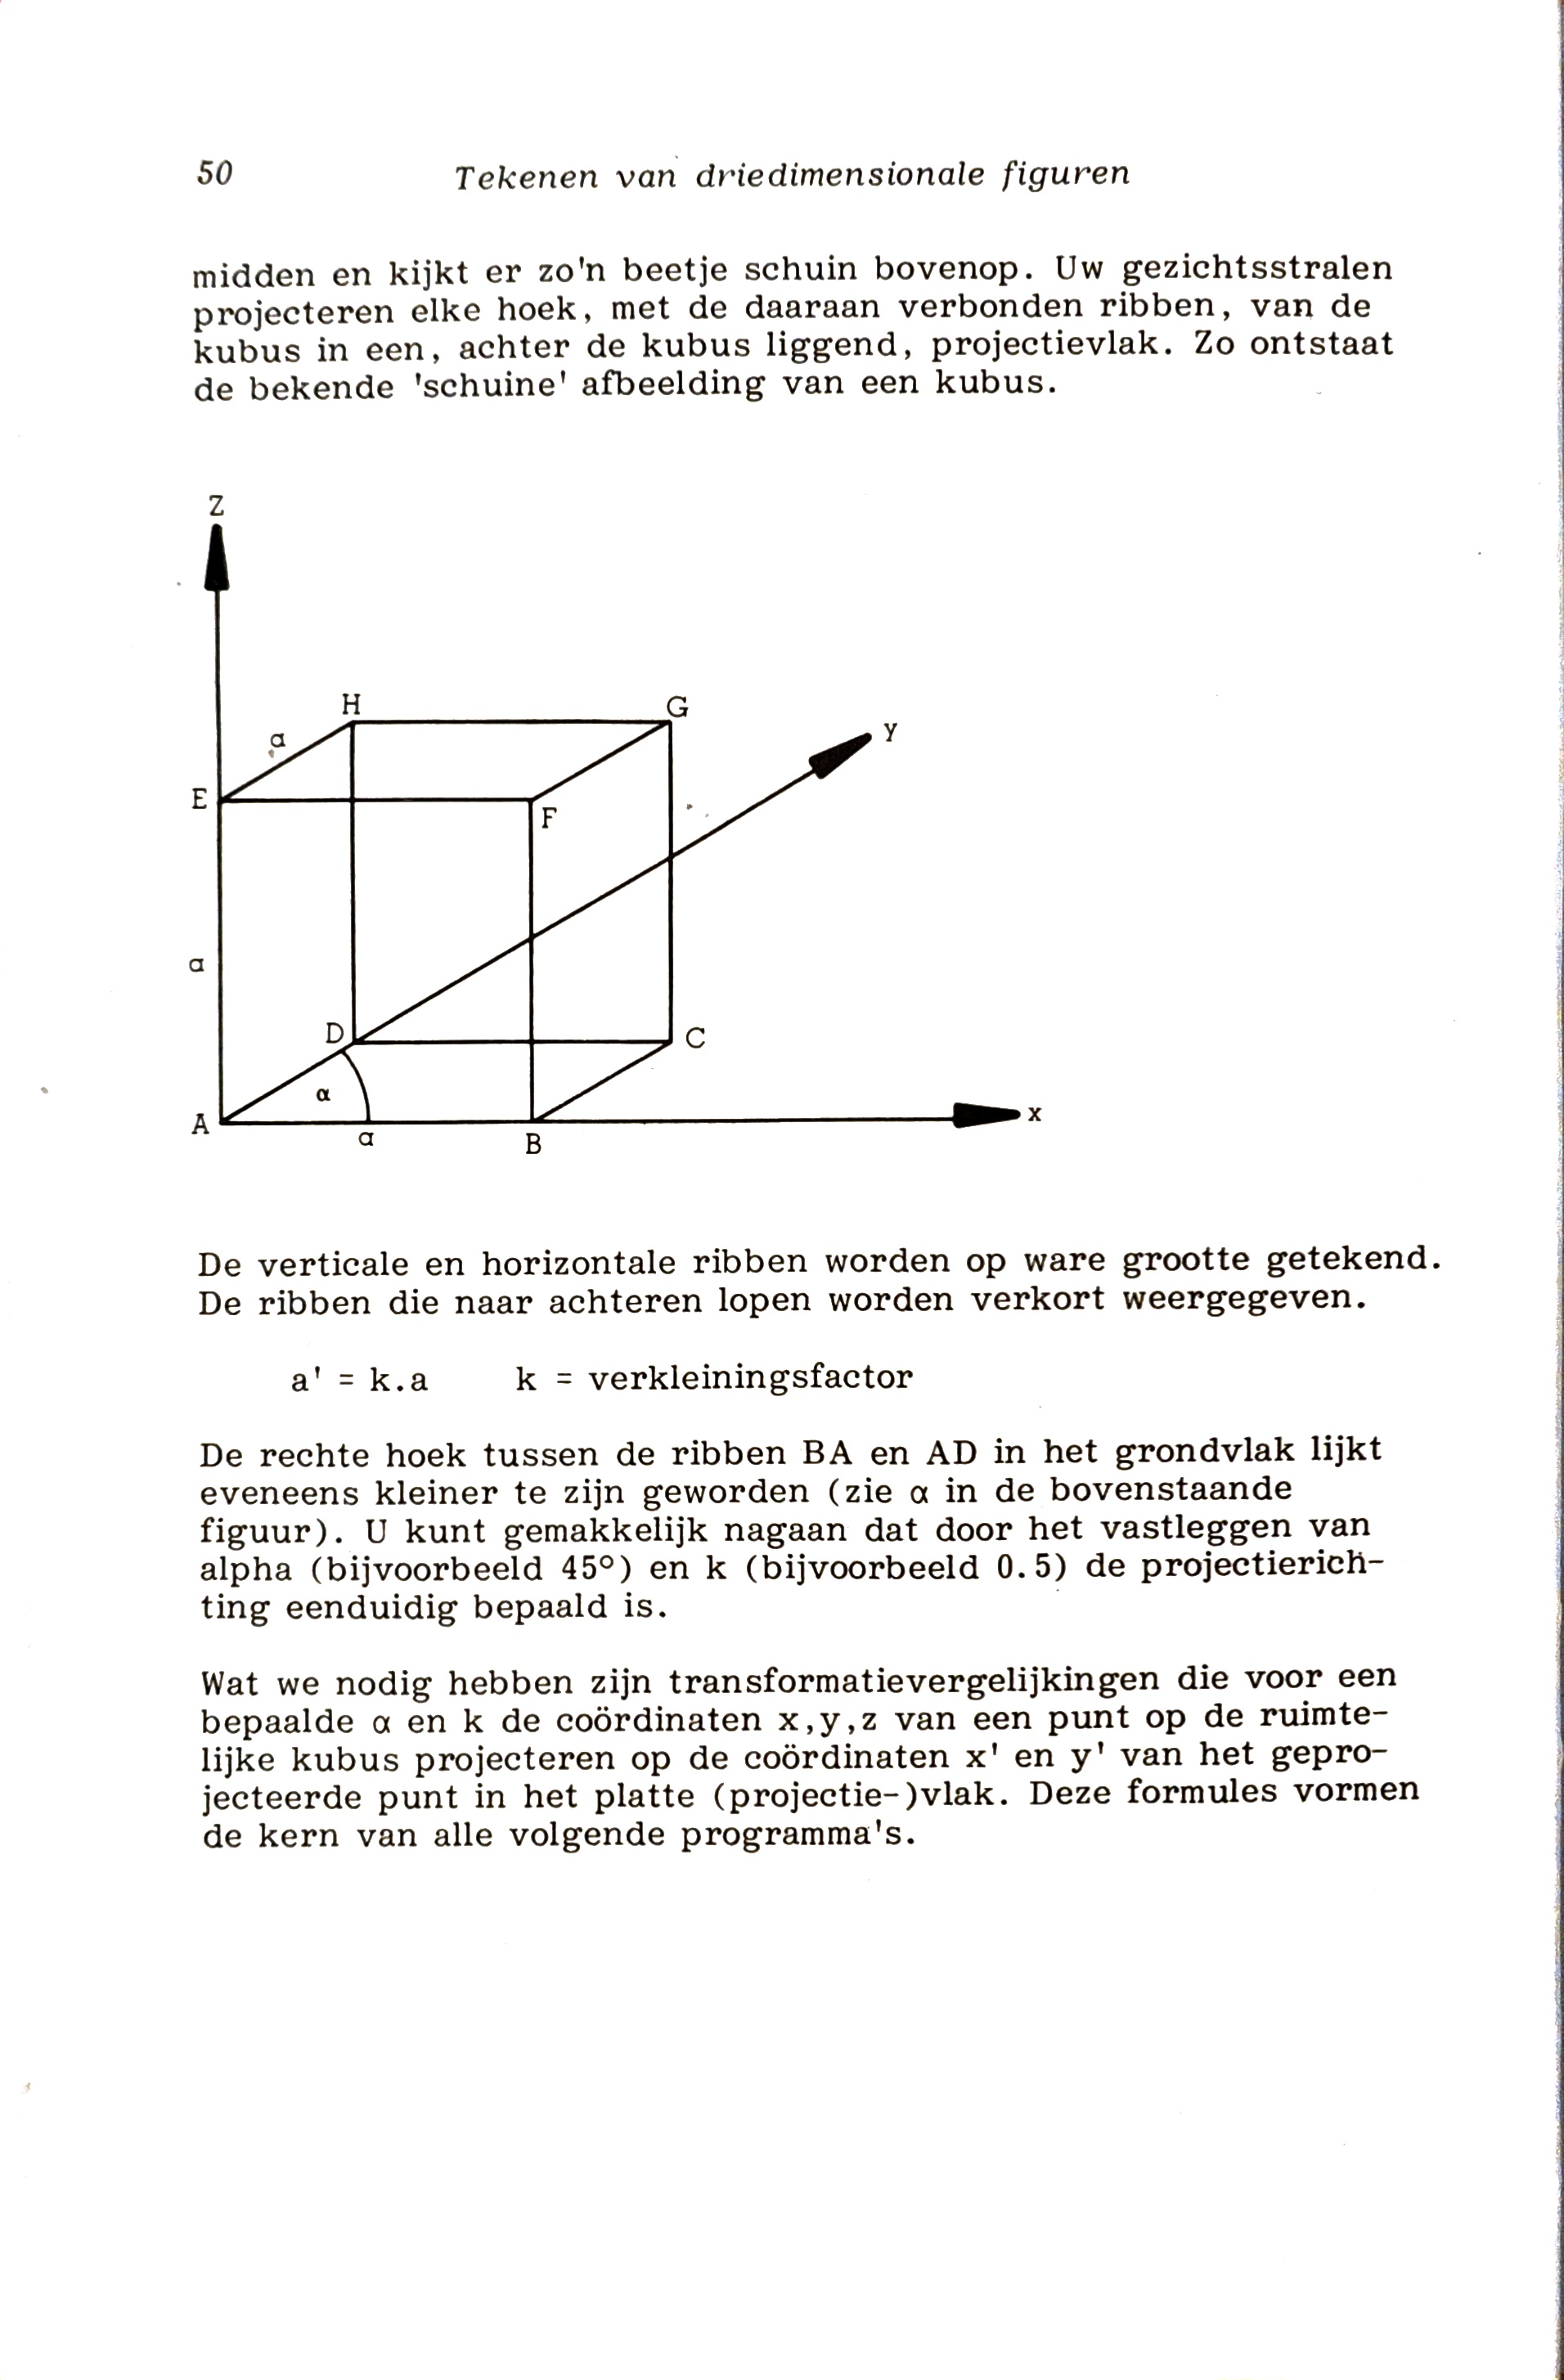 50 Tekenen van driedimensionale figuren
midden en kijkt er zo'n beetje schuin bovenop. Uw gezichtsstralen
projecteren elke hoek, met de daaraan verbonden ribben, van de
kubus in een, achter de kubus liggend, projectievlak. Zo ontstaat
de bekende 'schuine' afbeelding van een kubus.
Z
H G
a y
E F
a
D C
α
A x
a B
De verticale en horizontale ribben worden op ware grootte getekend.
De ribben die naar achteren lopen worden verkort weergegeven.
a' = k.a k = verkleiningsfactor
De rechte hoek tussen de ribben BA en AD in het grondvlak lijkt
eveneens kleiner te zijn geworden (zie α in de bovenstaande
figuur). U kunt gemakkelijk nagaan dat door het vastleggen van
alpha (bijvoorbeeld 45°) en k (bijvoorbeeld 0.5) de projectierich-
ting eenduidig bepaald is.
Wat we nodig hebben zijn transformatievergelijkingen die voor een
bepaalde α en k de coördinaten x,y,z van een punt op de ruimte-
lijke kubus projecteren op de coördinaten x' en y' van het gepro-
jecteerde punt in het platte (projectie-)vlak. Deze formules vormen
de kern van alle volgende programma's.